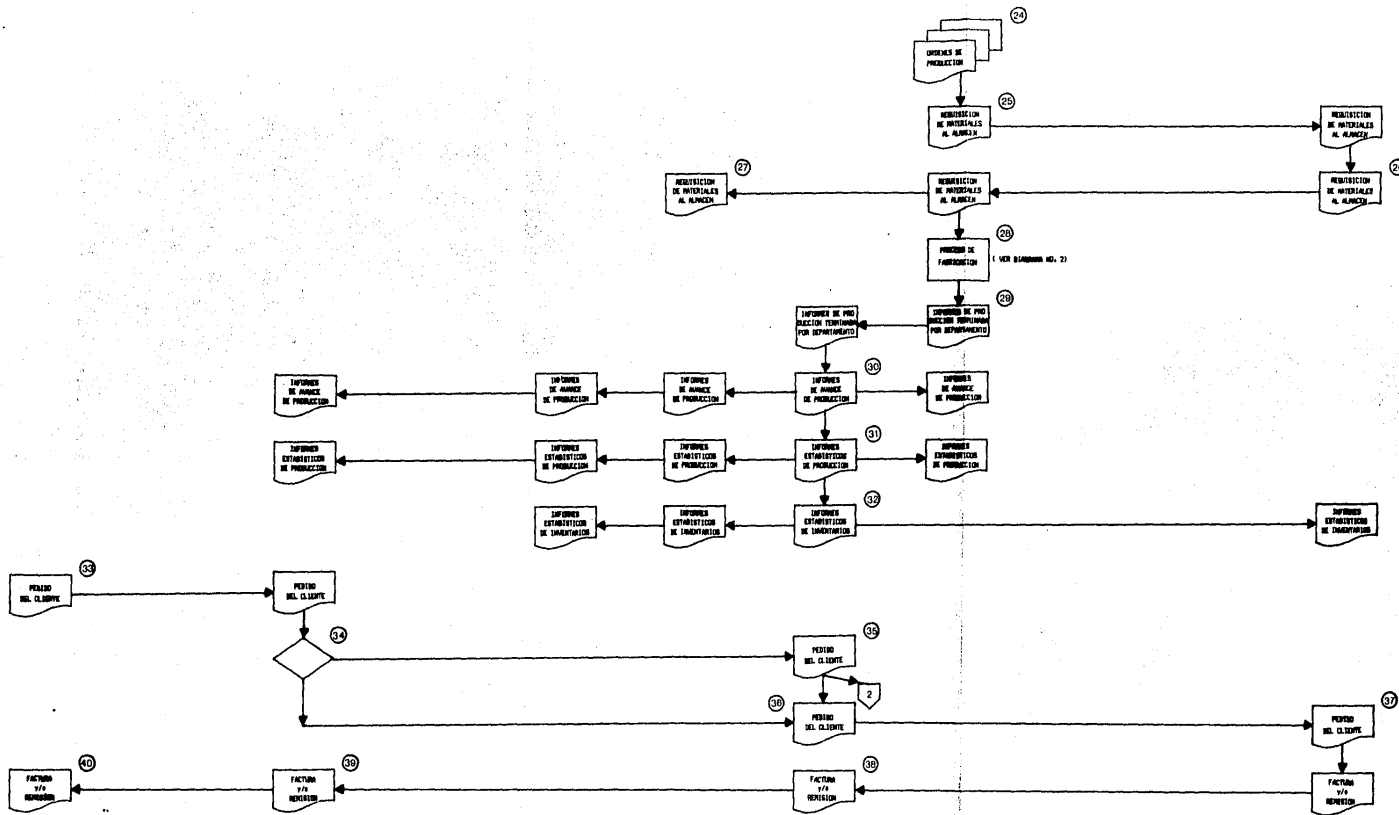 24
ORDENES DE
PRODUCCION
25
REQUISICION
DE MATERIALES
AL ALMACEN
REQUISICION
DE MATERIALES
AL ALMACEN
27
REQUISICION
DE MATERIALES
AL ALMACEN
REQUISICION
DE MATERIALES
AL ALMACEN
REQUISICION
DE MATERIALES
AL ALMACEN
28
PROCESO DE
FABRICACION
( VER DIAGRAMA NO. 2)
29
INFORMES DE PRO
DUCCION TERMINADA
POR DEPARTAMENTO
INFORMES DE PRO
DUCCION TERMINADA
POR DEPARTAMENTO
30
INFORMES
DE AVANCE
DE PRODUCCION
INFORMES
DE AVANCE
DE PRODUCCION
INFORMES
DE AVANCE
DE PRODUCCION
INFORMES
DE AVANCE
DE PRODUCCION
INFORMES
DE AVANCE
DE PRODUCCION
31
INFORMES
ESTADISTICOS
DE PRODUCCION
INFORMES
ESTADISTICOS
DE PRODUCCION
INFORMES
ESTADISTICOS
DE PRODUCCION
INFORMES
ESTADISTICOS
DE PRODUCCION
INFORMES
ESTADISTICOS
DE PRODUCCION
32
INFORMES
ESTADISTICOS
DE INVENTARIOS
INFORMES
ESTADISTICOS
DE INVENTARIOS
INFORMES
ESTADISTICOS
DE INVENTARIOS
INFORMES
ESTADISTICOS
DE INVENTARIOS
33
PEDIDO
DEL CLIENTE
PEDIDO
DEL CLIENTE
34
35
PEDIDO
DEL CLIENTE
2
36
PEDIDO
DEL CLIENTE
37
PEDIDO
DEL CLIENTE
40
FACTURA
y/o
REMISION
39
FACTURA
y/o
REMISION
38
FACTURA
y/o
REMISION
FACTURA
y/o
REMISION